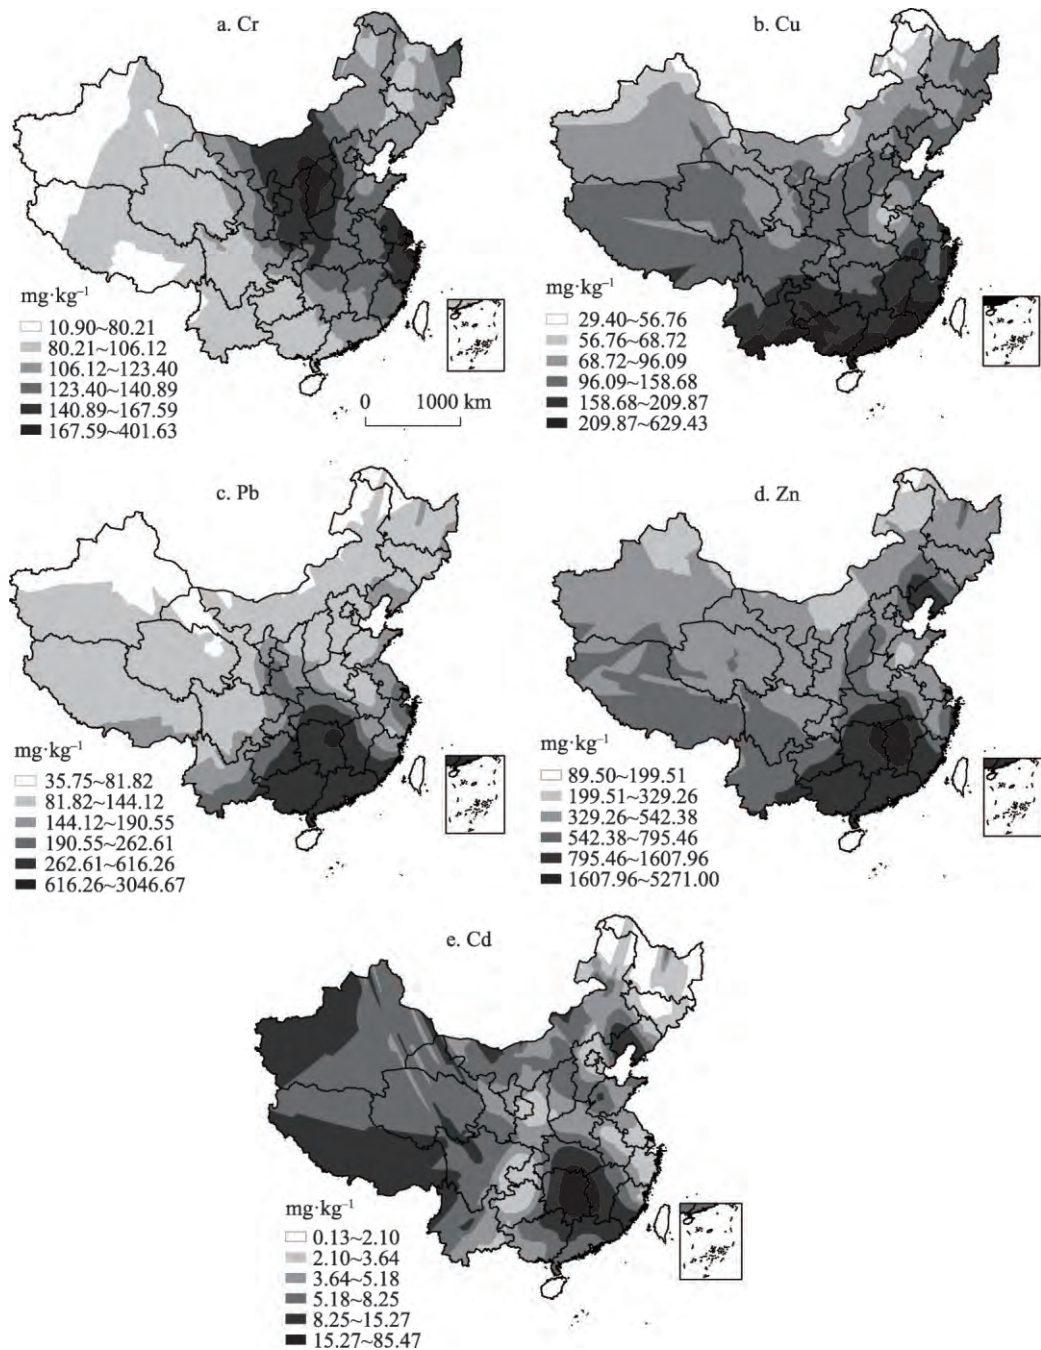 a. Cr
mg·kg⁻¹
10.90~80.21
80.21~106.12
106.12~123.40
123.40~140.89
140.89~167.59
167.59~401.63
0 1000 km
b. Cu
mg·kg⁻¹
29.40~56.76
56.76~68.72
68.72~96.09
96.09~158.68
158.68~209.87
209.87~629.43
c. Pb
mg·kg⁻¹
35.75~81.82
81.82~144.12
144.12~190.55
190.55~262.61
262.61~616.26
616.26~3046.67
d. Zn
mg·kg⁻¹
89.50~199.51
199.51~329.26
329.26~542.38
542.38~795.46
795.46~1607.96
1607.96~5271.00
e. Cd
mg·kg⁻¹
0.13~2.10
2.10~3.64
3.64~5.18
5.18~8.25
8.25~15.27
15.27~85.47